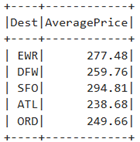 +----+------------+
|Dest|AveragePrice|
+----+------------+
| EWR|      277.48|
| DFW|      259.76|
| SFO|      294.81|
| ATL|      238.68|
| ORD|      249.66|
+----+------------+